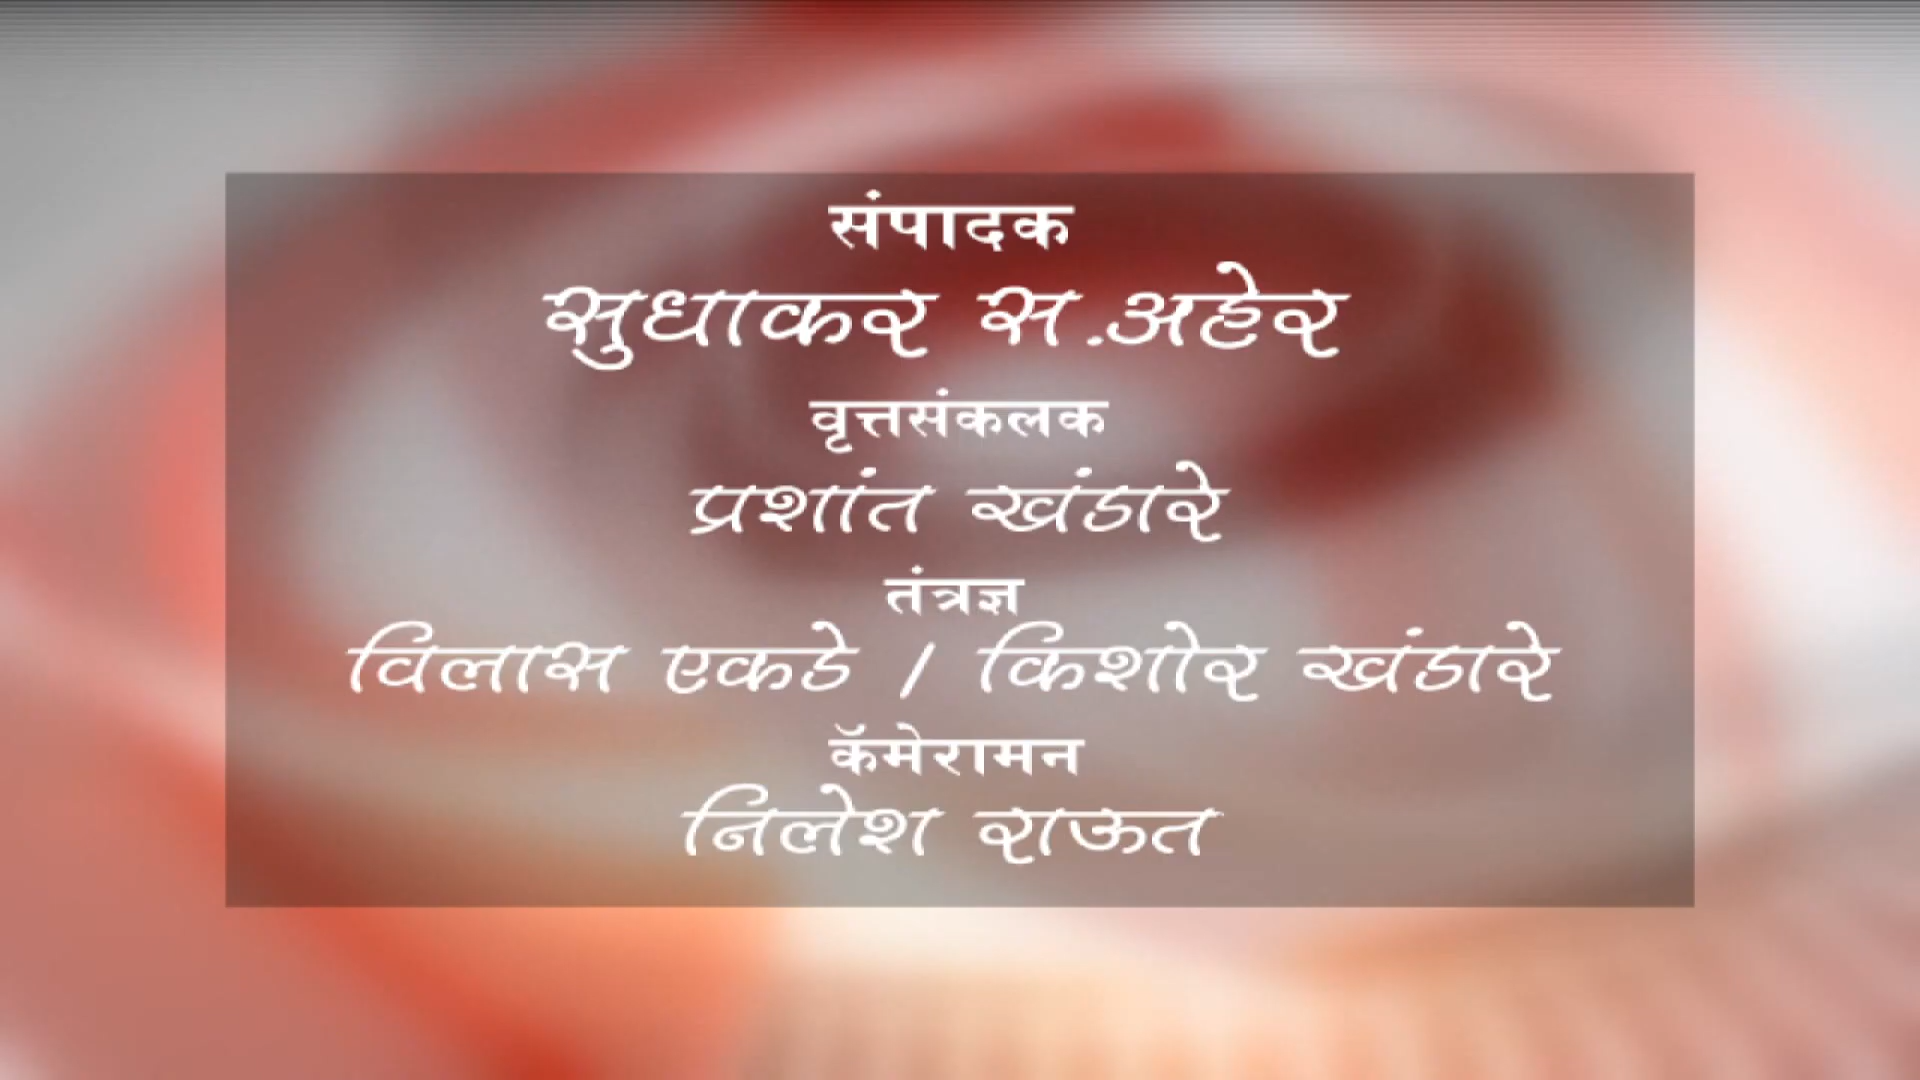 संपादक
सुधाकर स.अहेर
वृत्तसंकलक
प्रशांत खंडारे
तंत्रज्ञ
विलास एकडे / किशोर खंडारे
कॅमेरामन
निलेश राऊत